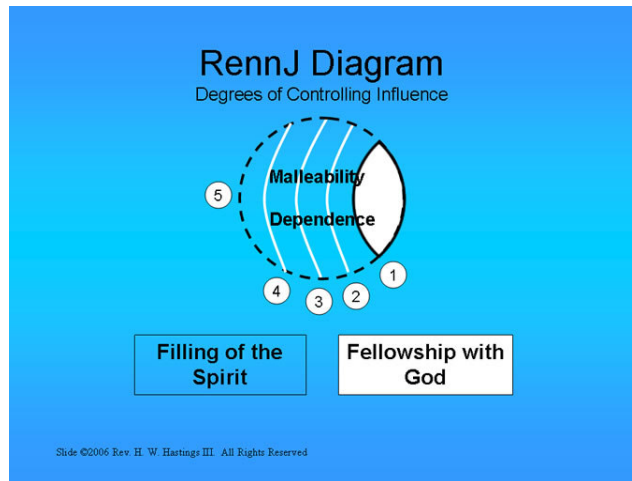 RennJ Diagram
Degrees of Controlling Influence
Malleability
Dependence
5
4
3
2
1
Filling of the
Spirit
Fellowship with
God
Slide ©2006 Rev. H. W. Hastings III. All Rights Reserved